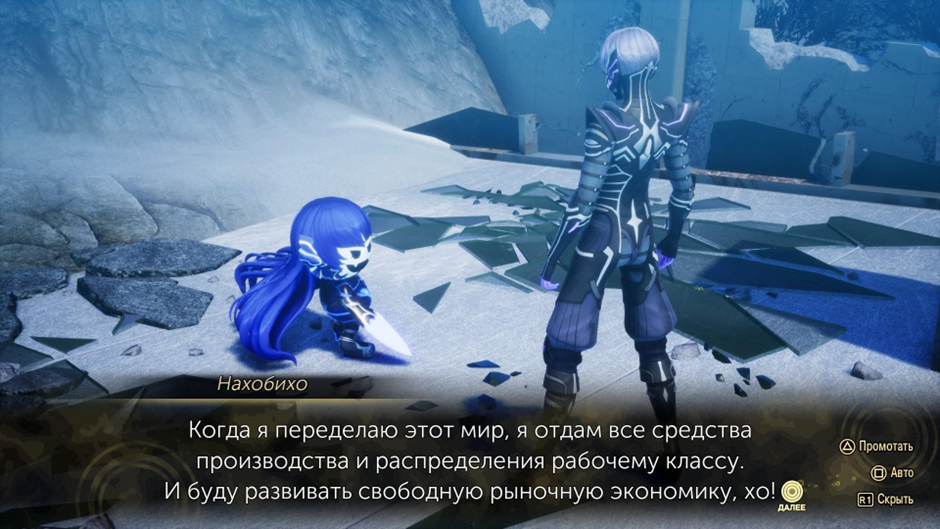 Нахобихо
Когда я переделаю этот мир, я отдам все средства
производства и распределения рабочему классу.
И буду развивать свободную рыночную экономику, хо!
ДАЛЕЕ
Промотать
Авто
R1 Скрыть